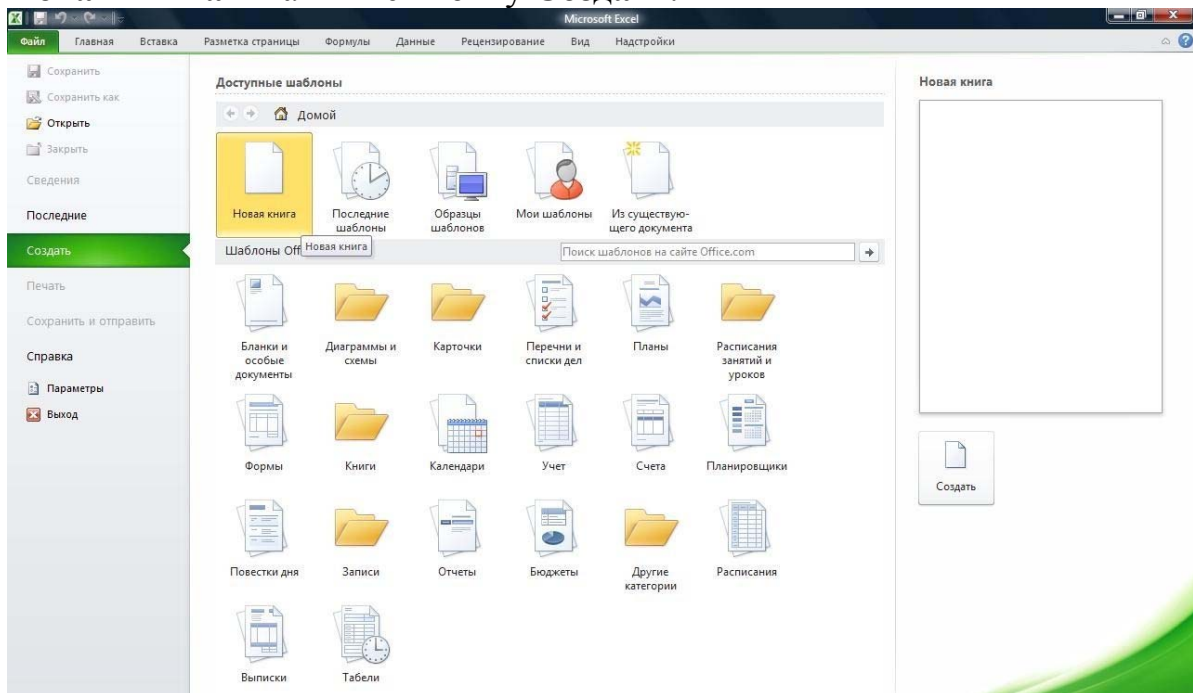 Microsoft Excel
Файл Главная Вставка Разметка страницы Формулы Данные Рецензирование Вид Надстройки
Сохранить
Сохранить как
Открыть
Закрыть
Сведения
Последние
Создать
Печать
Сохранить и отправить
Справка
Параметры
Выход
Доступные шаблоны
Домой
Новая книга
Последние шаблоны
Образцы шаблонов
Мои шаблоны
Из существую-
щего документа
Шаблоны Off
Новая книга
Поиск шаблонов на сайте Office.com
Бланки и особые документы
Диаграммы и схемы
Карточки
Перечни и списки дел
Планы
Расписания занятий и уроков
Формы
Книги
Календари
Учет
Счета
Планировщики
Повестки дня
Записи
Отчеты
Бюджеты
Другие категории
Расписания
Выписки
Табели
Новая книга
Создать